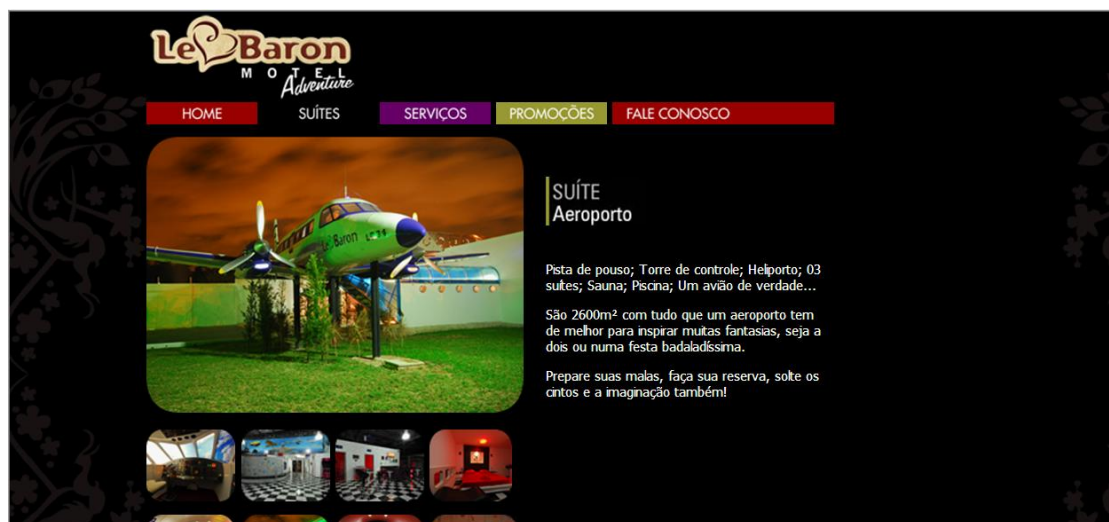 Le Baron
MOTEL
Adventure
HOME
SUÍTES
SERVIÇOS
PROMOÇÕES
FALE CONOSCO
Le Baron
SUÍTE
Aeroporto
Pista de pouso; Torre de controle; Heliporto; 03
suítes; Sauna; Piscina; Um avião de verdade...
São 2600m² com tudo que um aeroporto tem
de melhor para inspirar muitas fantasias, seja a
dois ou numa festa badaladíssima.
Prepare suas malas, faça sua reserva, solte os
cintos e a imaginação também!